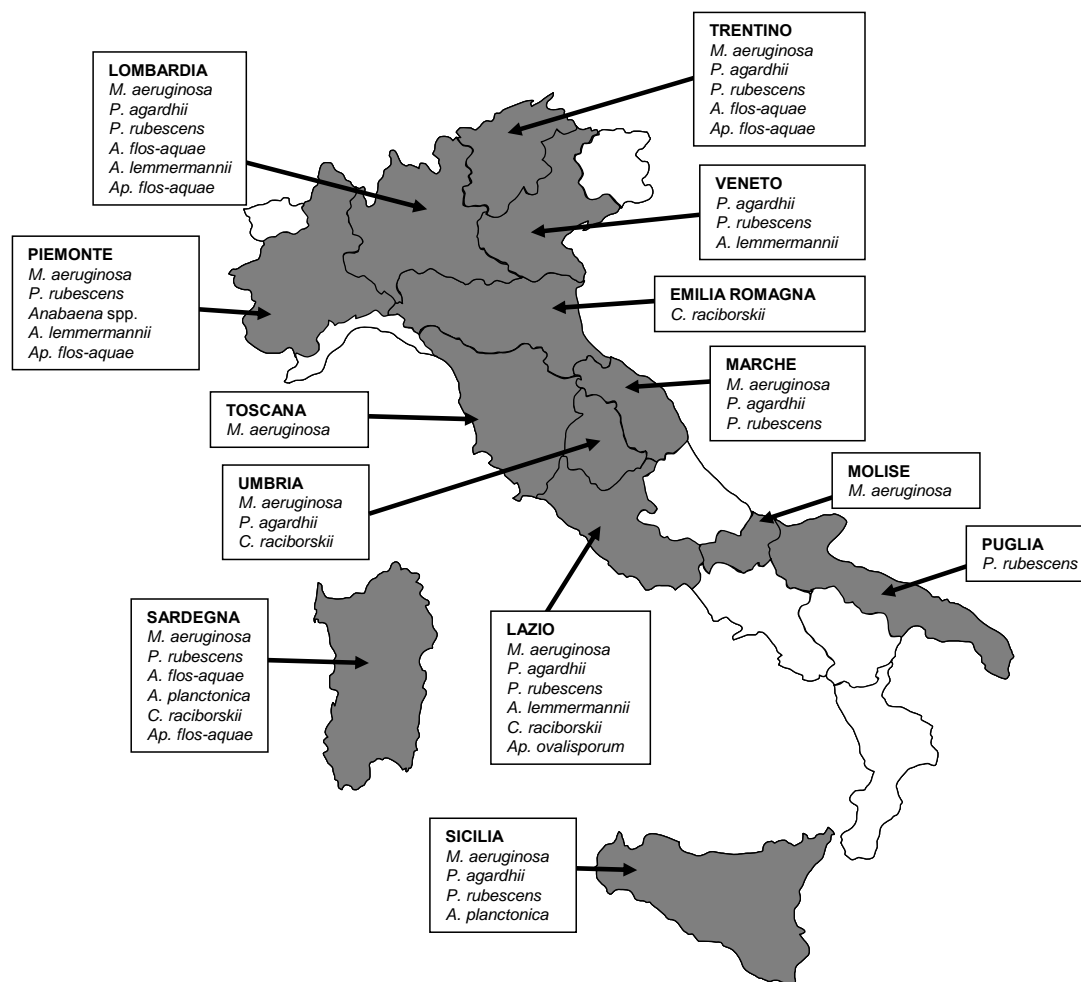 TRENTINO
M. aeruginosa
P. agardhii
P. rubescens
A. flos-aquae
Ap. flos-aquae
LOMBARDIA
M. aeruginosa
P. agardhii
P. rubescens
A. flos-aquae
A. lemmermannii
Ap. flos-aquae
VENETO
P. agardhii
P. rubescens
A. lemmermannii
PIEMONTE
M. aeruginosa
P. rubescens
Anabaena spp.
A. lemmermannii
Ap. flos-aquae
EMILIA ROMAGNA
C. raciborskii
MARCHE
M. aeruginosa
P. agardhii
P. rubescens
TOSCANA
M. aeruginosa
UMBRIA
M. aeruginosa
P. agardhii
C. raciborskii
MOLISE
M. aeruginosa
PUGLIA
P. rubescens
SARDEGNA
M. aeruginosa
P. rubescens
A. flos-aquae
A. planctonica
C. raciborskii
Ap. flos-aquae
LAZIO
M. aeruginosa
P. agardhii
P. rubescens
A. lemmermannii
C. raciborskii
Ap. ovalisporum
SICILIA
M. aeruginosa
P. agardhii
P. rubescens
A. planctonica